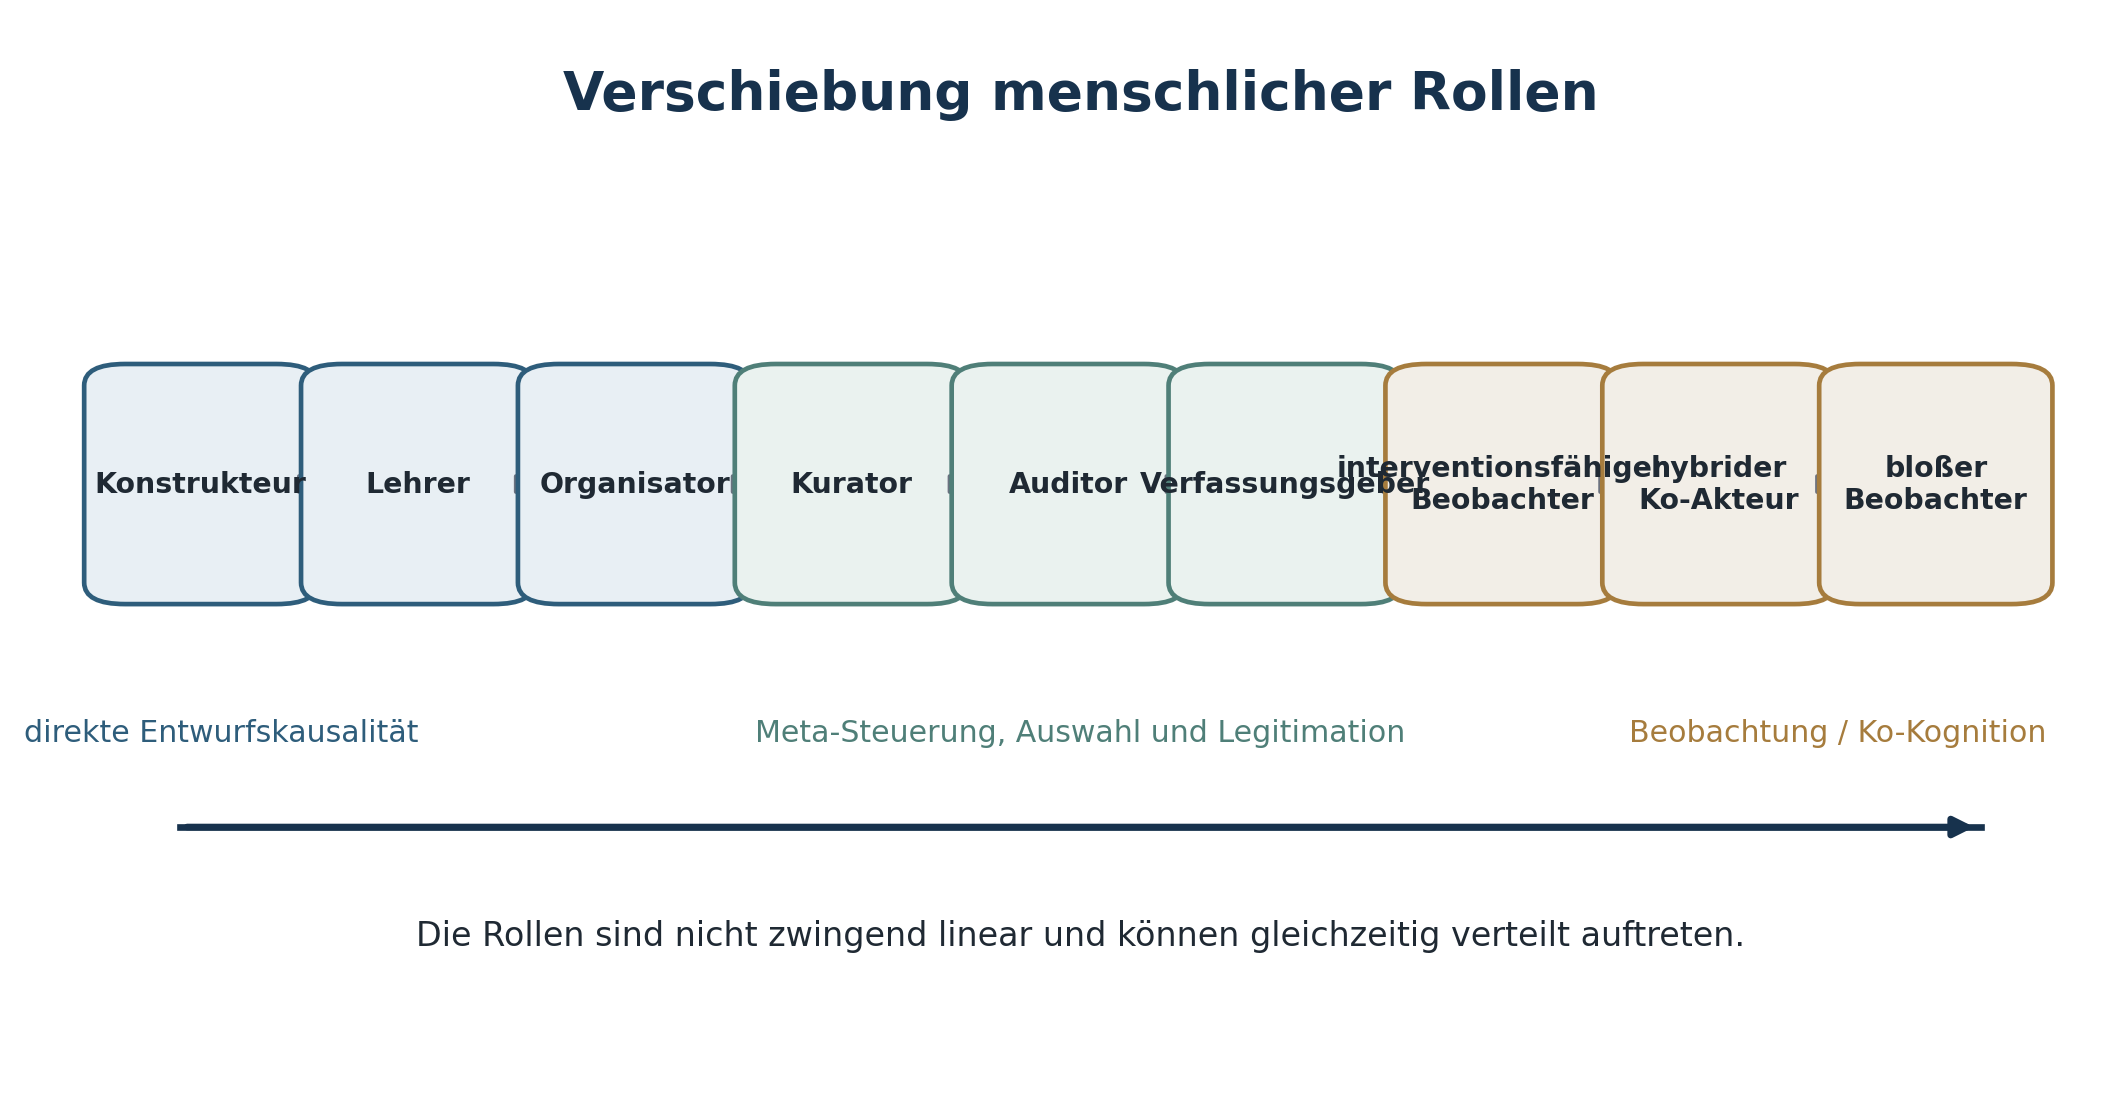 Verschiebung menschlicher Rollen
Konstrukteur
Lehrer
Organisator
Kurator
Auditor
Verfassungsgeber
interventionsfähiger
Beobachter
hybrider
Ko-Akteur
bloßer
Beobachter
direkte Entwurfskausalität
Meta-Steuerung, Auswahl und Legitimation
Beobachtung / Ko-Kognition
Die Rollen sind nicht zwingend linear und können gleichzeitig verteilt auftreten.